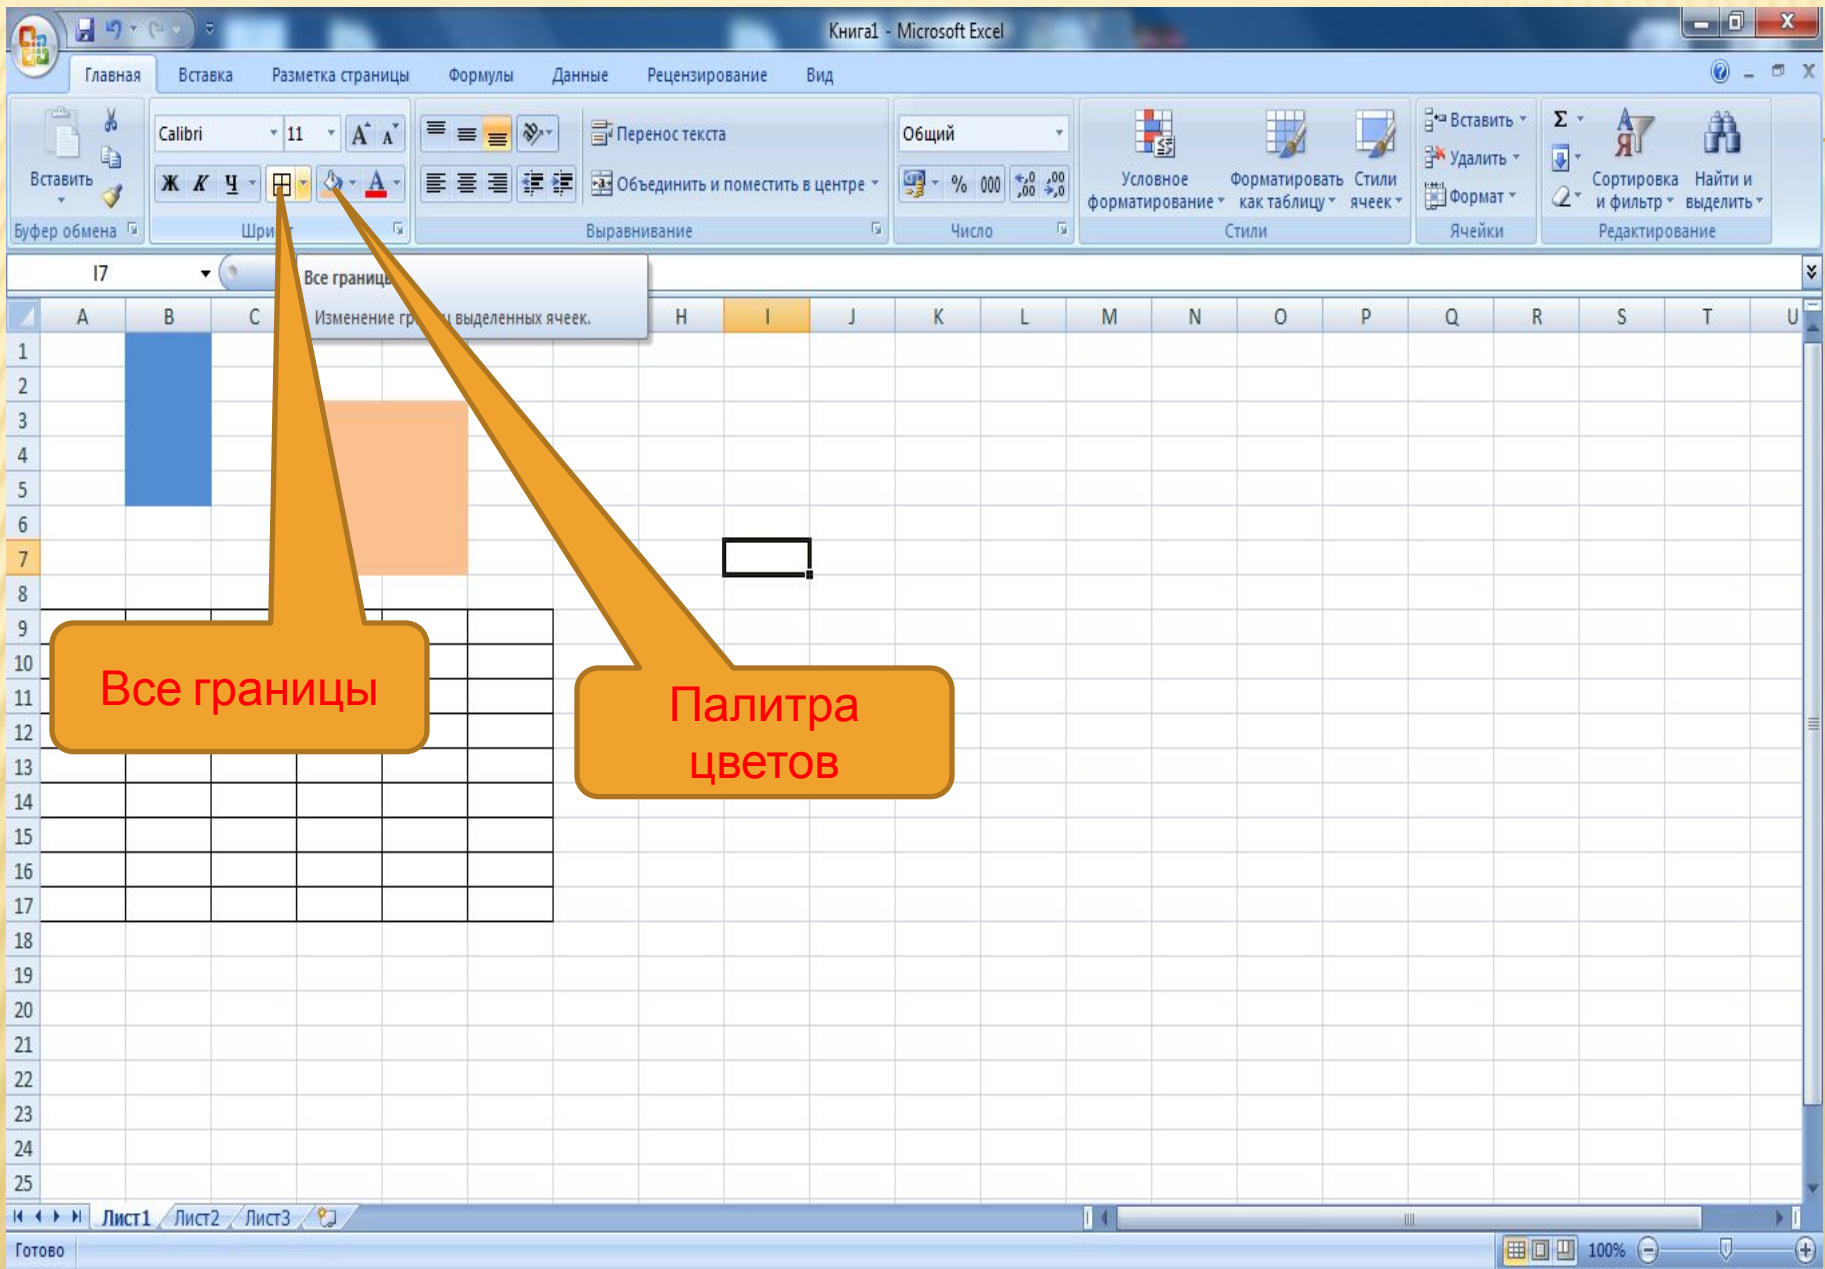 Книга1 - Microsoft Excel
Главная Вставка Разметка страницы Формулы Данные Рецензирование Вид
Calibri 11 А А Перенос текста Общий Вставить Σ А Я
Вставить Ж К Ч А Объединить и поместить в центре % 000 Условное форматирование Форматировать как таблицу Стили ячеек Удалить Формат Сортировка и фильтр Найти и выделить
Буфер обмена Шрифт Выравнивание Число Стили Ячейки Редактирование
I7
Все границы
Изменение границ выделенных ячеек.
A B C H I J K L M N O P Q R S T U
1
2
3
4
5
6
7
8
9
10
11
12
13
14
15
16
17
18
19
20
21
22
23
24
25
Все границы
Палитра
цветов
Лист1 Лист2 Лист3
Готово 100%